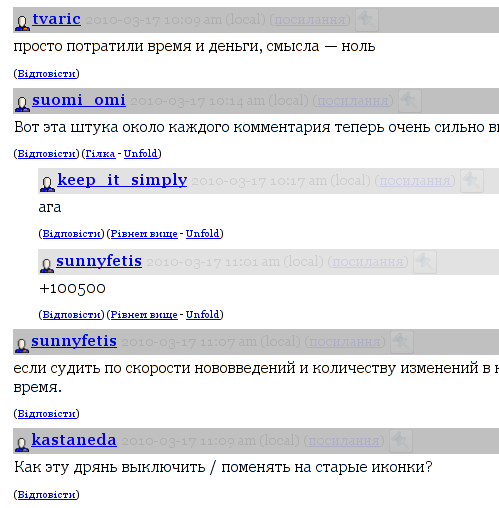 tvaric 2010-03-17 10:09 am (local) (посилання)
просто потратили время и деньги, смысла — ноль
(Відповісти)
suomi_omi 2010-03-17 10:14 am (local) (посилання)
Вот эта штука около каждого комментария теперь очень сильно
(Відповісти) (Гілка - Unfold)
keep_it_simply 2010-03-17 10:17 am (local) (посилання)
ага
(Відповісти) (Рівнем вище - Unfold)
sunnyfetis 2010-03-17 11:01 am (local) (посилання)
+100500
(Відповісти) (Рівнем вище - Unfold)
sunnyfetis 2010-03-17 11:07 am (local) (посилання)
если судить по скорости нововведений и количеству изменений в
время.
(Відповісти)
kastaneda 2010-03-17 11:09 am (local) (посилання)
Как эту дрянь выключить / поменять на старые иконки?
(Відповісти)